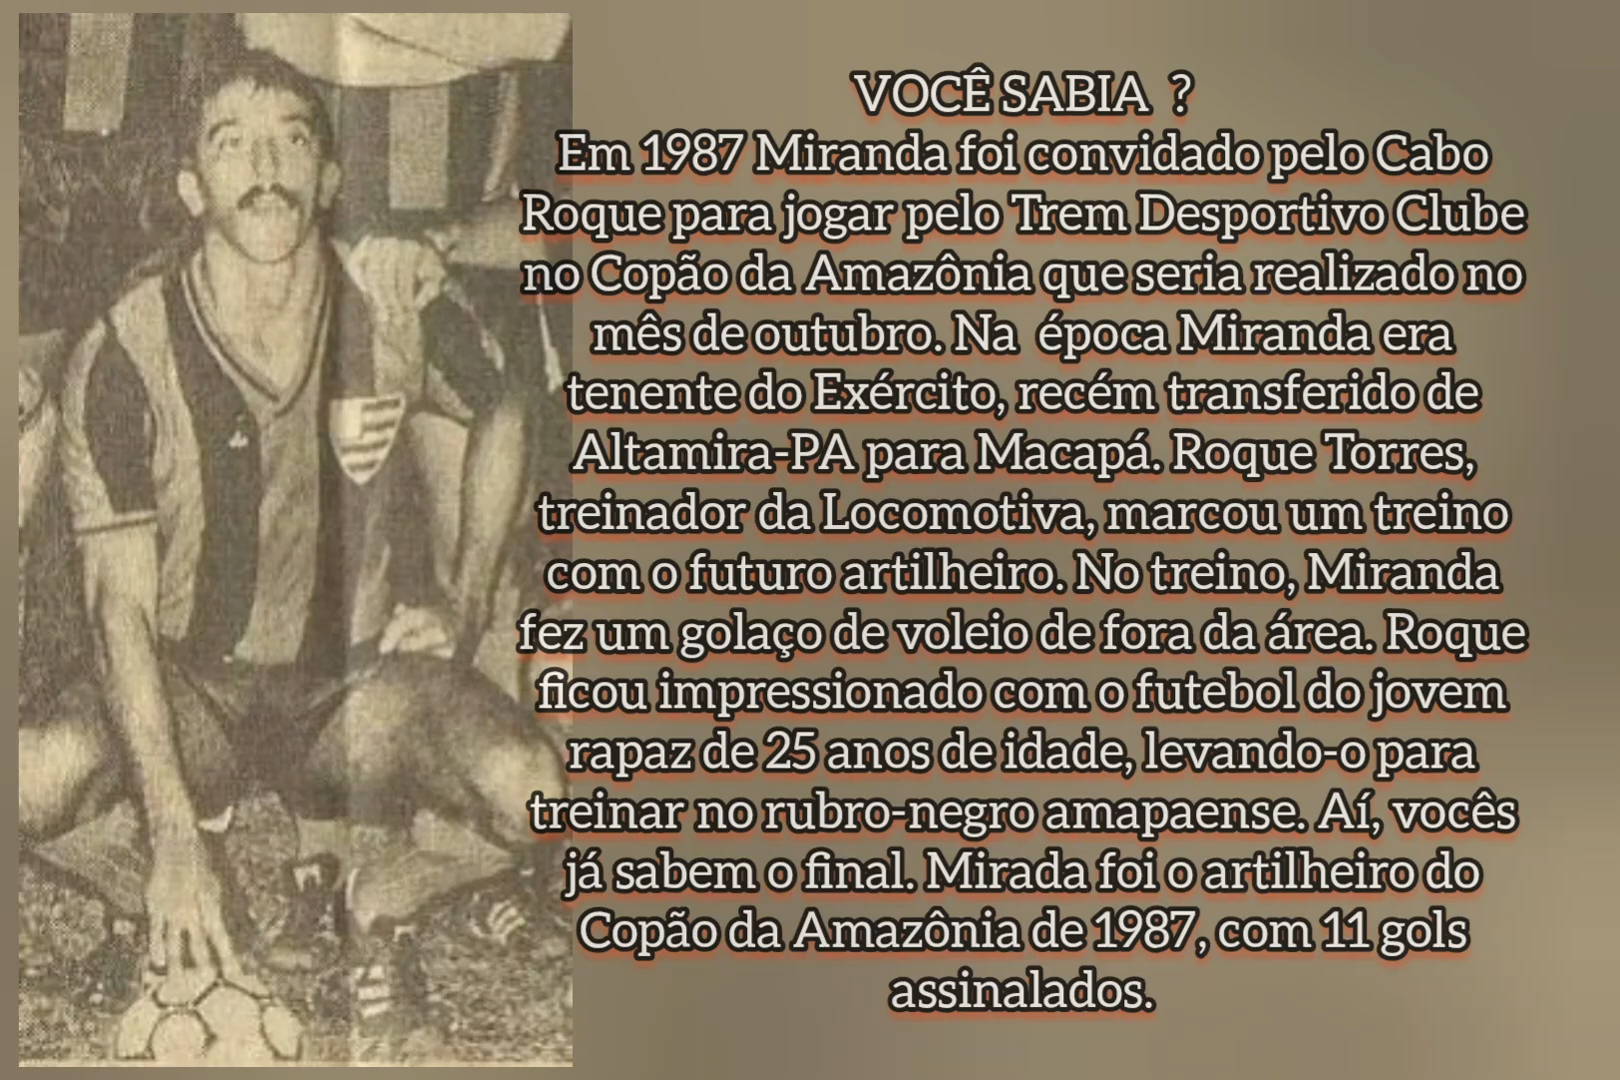 VOCÊ SABIA ?
Em 1987 Miranda foi convidado pelo Cabo
Roque para jogar pelo Trem Desportivo Clube
no Copão da Amazônia que seria realizado no
mês de outubro. Na época Miranda era
tenente do Exército, recém transferido de
Altamira-PA para Macapá. Roque Torres,
treinador da Locomotiva, marcou um treino
com o futuro artilheiro. No treino, Miranda
fez um golaço de voleio de fora da área. Roque
ficou impressionado com o futebol do jovem
rapaz de 25 anos de idade, levando-o para
treinar no rubro-negro amapaense. Aí, vocês
já sabem o final. Mirada foi o artilheiro do
Copão da Amazônia de 1987, com 11 gols
assinalados.